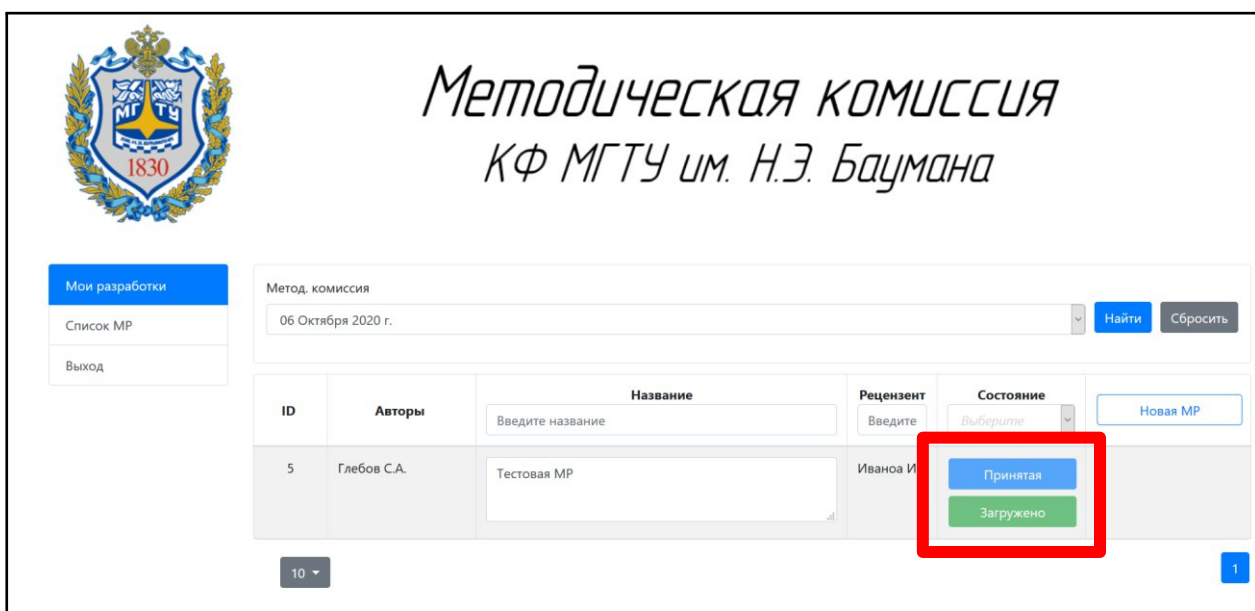 Методическая комиссия
КФ МГТУ им. Н.Э. Баумана
МГТУ
1830
Мои разработки
Список МР
Выход
Метод. комиссия
06 Октября 2020 г.
Найти
Сбросить
ID
Авторы
Название
Введите название
Рецензент
Введите
Состояние
Выберите
Новая МР
5
Глебов С.А.
Тестовая МР
Иваноа И
Принятая
Загружено
10
1